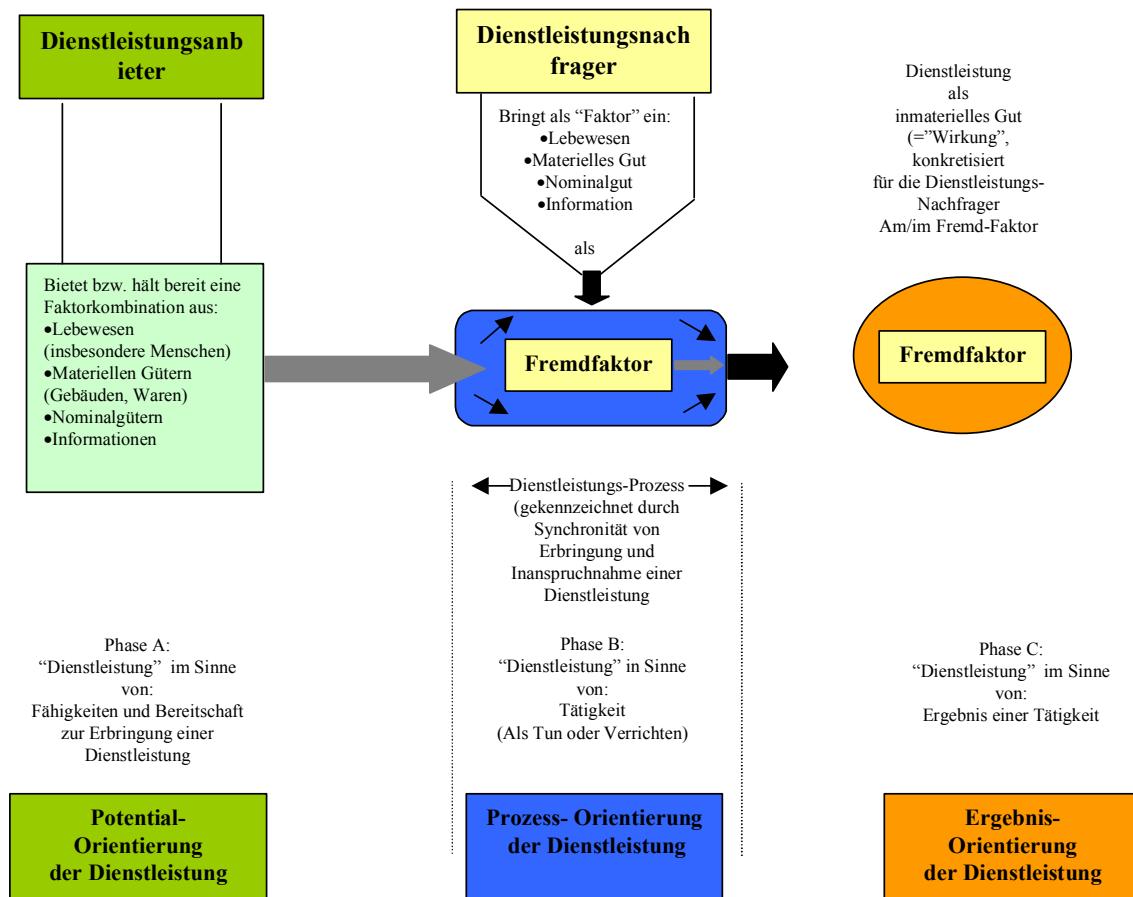 Dienstleistungsanb
ieter
Dienstleistungsnach
frager
Dienstleistung
als
inmaterielles Gut
(=”Wirkung”,
konkretisiert
für die Dienstleistungs-
Nachfrager
Am/im Fremd-Faktor
Bringt als “Faktor” ein:
•Lebewesen
•Materielles Gut
•Nominalgut
•Information
als
Bietet bzw. hält bereit eine
Faktorkombination aus:
•Lebewesen
(insbesondere Menschen)
•Materiellen Gütern
(Gebäuden, Waren)
•Nominalgütern
•Informationen
Fremdfaktor
Fremdfaktor
Dienstleistungs-Prozess
(gekennzeichnet durch
Synchronität von
Erbringung und
Inanspruchnahme einer
Dienstleistung
Phase A:
“Dienstleistung” im Sinne
von:
Fähigkeiten und Bereitschaft
zur Erbringung einer
Dienstleistung
Phase B:
“Dienstleistung” in Sinne
von:
Tätigkeit
(Als Tun oder Verrichten)
Phase C:
“Dienstleistung” im Sinne
von:
Ergebnis einer Tätigkeit
Potential-
Orientierung
der Dienstleistung
Prozess- Orientierung
der Dienstleistung
Ergebnis-
Orientierung
der Dienstleistung